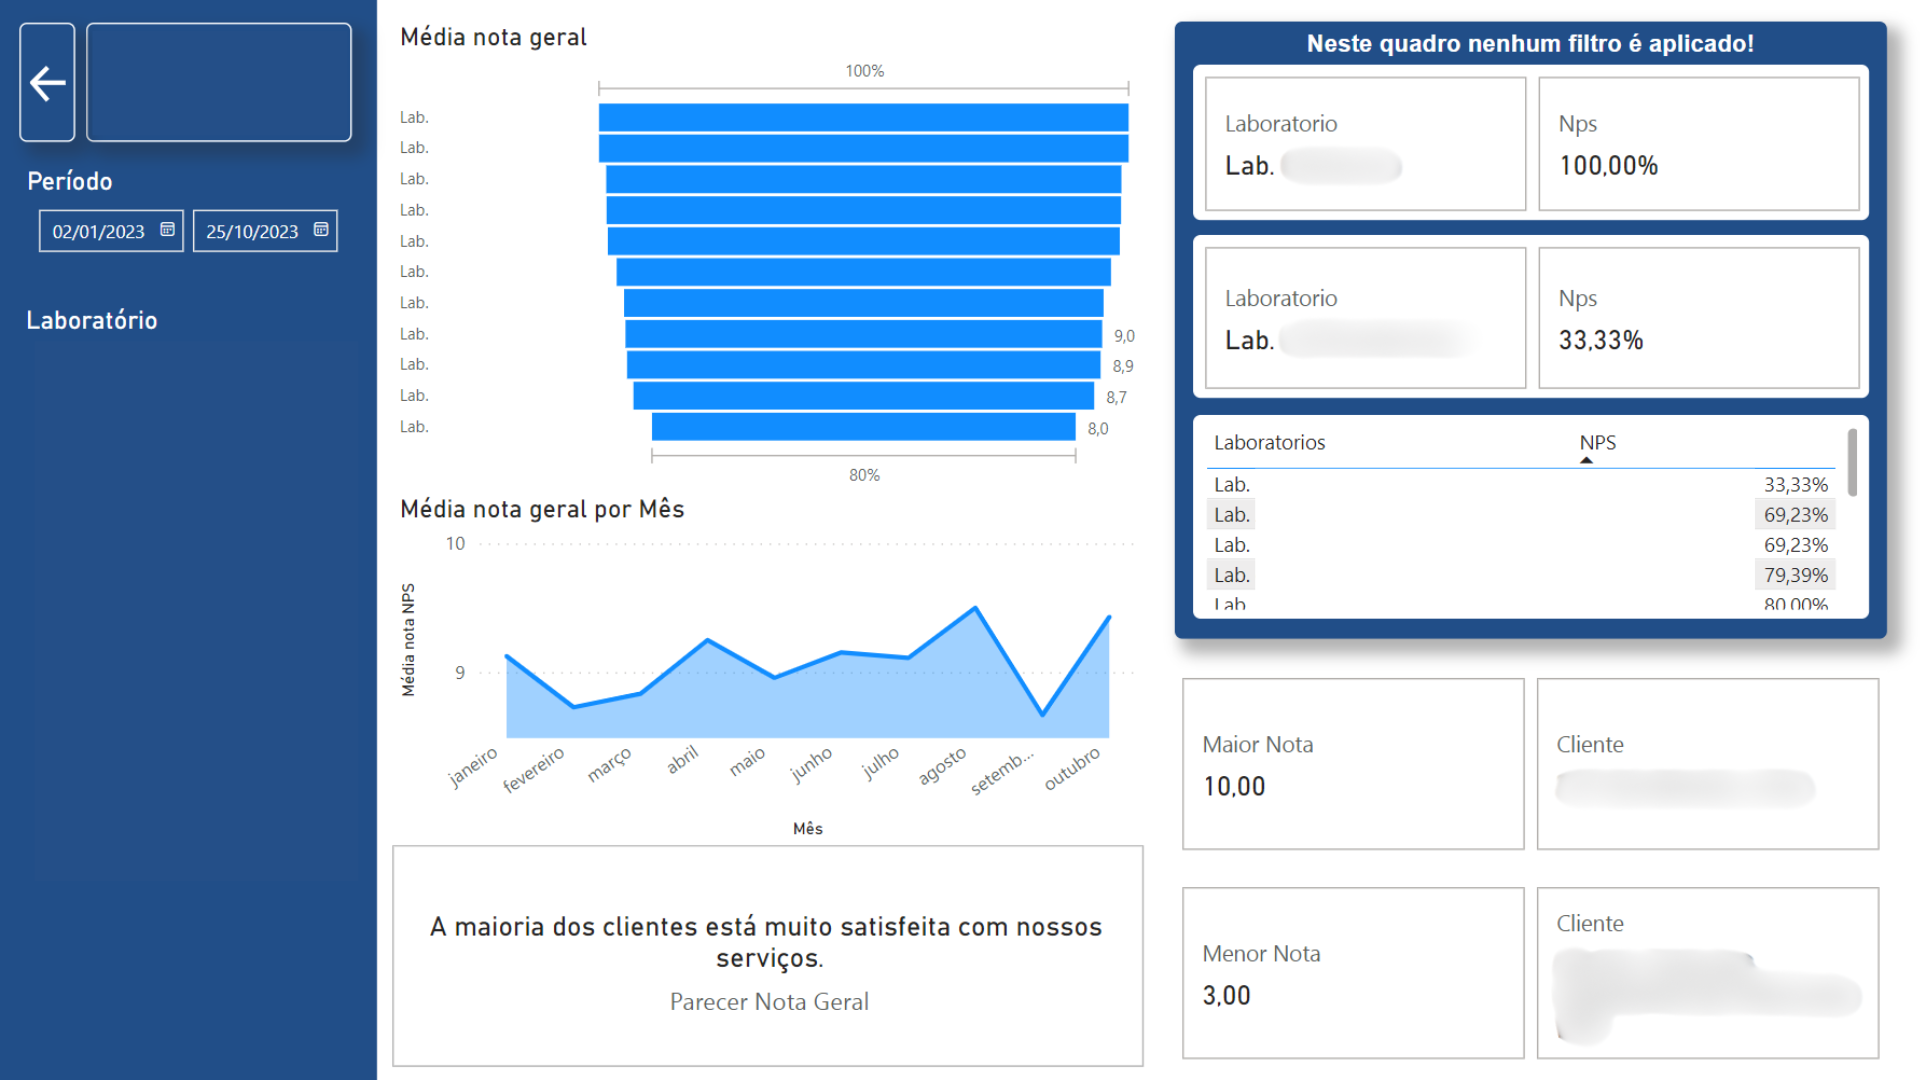 Período
02/01/2023
25/10/2023
Laboratório
Média nota geral
100%
Lab.
Lab.
Lab.
Lab.
Lab.
Lab.
Lab.
Lab.
9,0
Lab.
8,9
Lab.
8,7
Lab.
8,0
80%
Média nota geral por Mês
Média nota NPS
10
9
janeiro
fevereiro
março
abril
maio
junho
julho
agosto
setemb...
outubro
Mês
A maioria dos clientes está muito satisfeita com nossos
serviços.
Parecer Nota Geral
Neste quadro nenhum filtro é aplicado!
Laboratorio
Lab.
Nps
100,00%
Laboratorio
Lab.
Nps
33,33%
Laboratorios NPS
Lab. 33,33%
Lab. 69,23%
Lab. 69,23%
Lab. 79,39%
Lab 80,00%
Maior Nota
10,00
Cliente
Menor Nota
3,00
Cliente